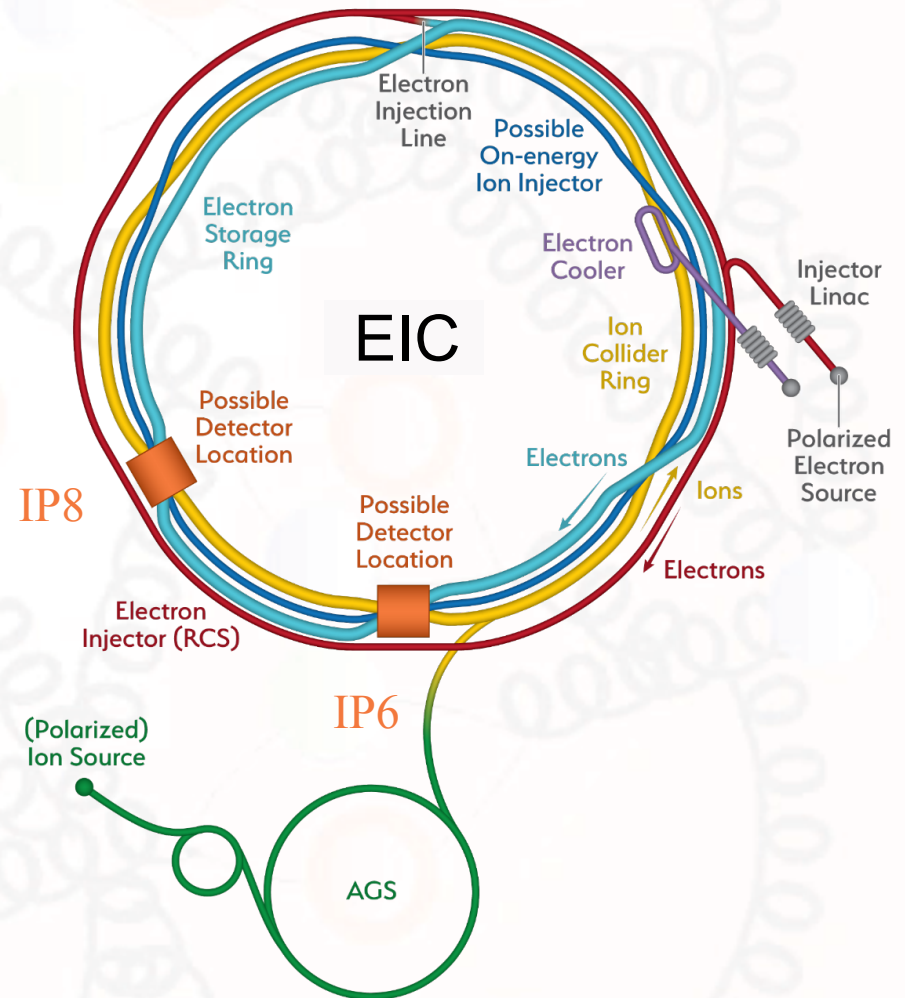 Electron
Injection
Line
Possible
On-energy
Ion Injector
Electron
Storage
Ring
Electron
Cooler
Injector
Linac
EIC
Ion
Collider
Ring
Possible
Detector
Location
Polarized
Electron
Source
Electrons
Ions
IP8
Possible
Detector
Location
Electrons
Electron
Injector (RCS)
IP6
(Polarized)
Ion Source
AGS